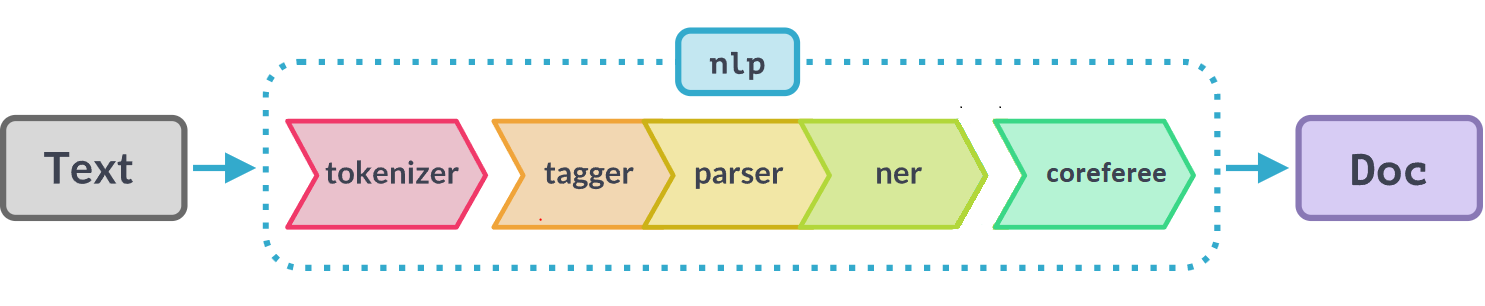 nlp
Text
tokenizer
tagger
parser
ner
coreferee
Doc